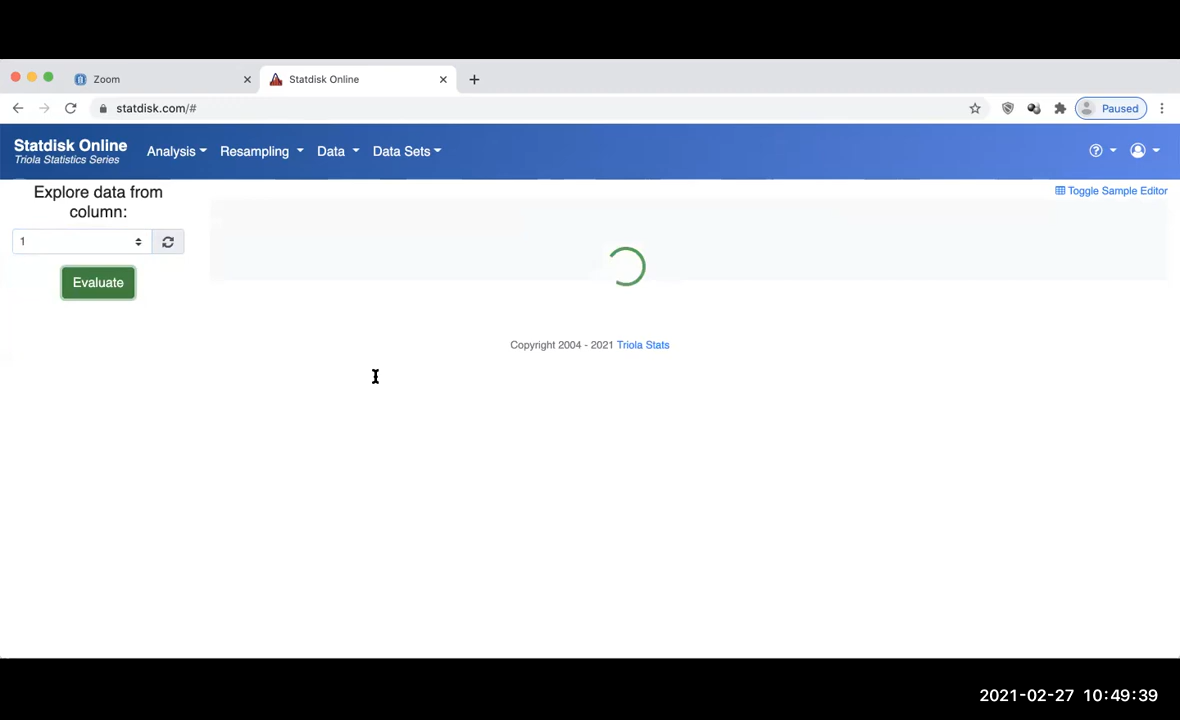 Zoom
Statdisk Online
statdisk.com/#
Paused
Statdisk Online
Triola Statistics Series
Analysis
Resampling
Data
Data Sets
Explore data from
column:
Toggle Sample Editor
1
Evaluate
Copyright 2004 - 2021 Triola Stats
2021-02-27 10:49:39